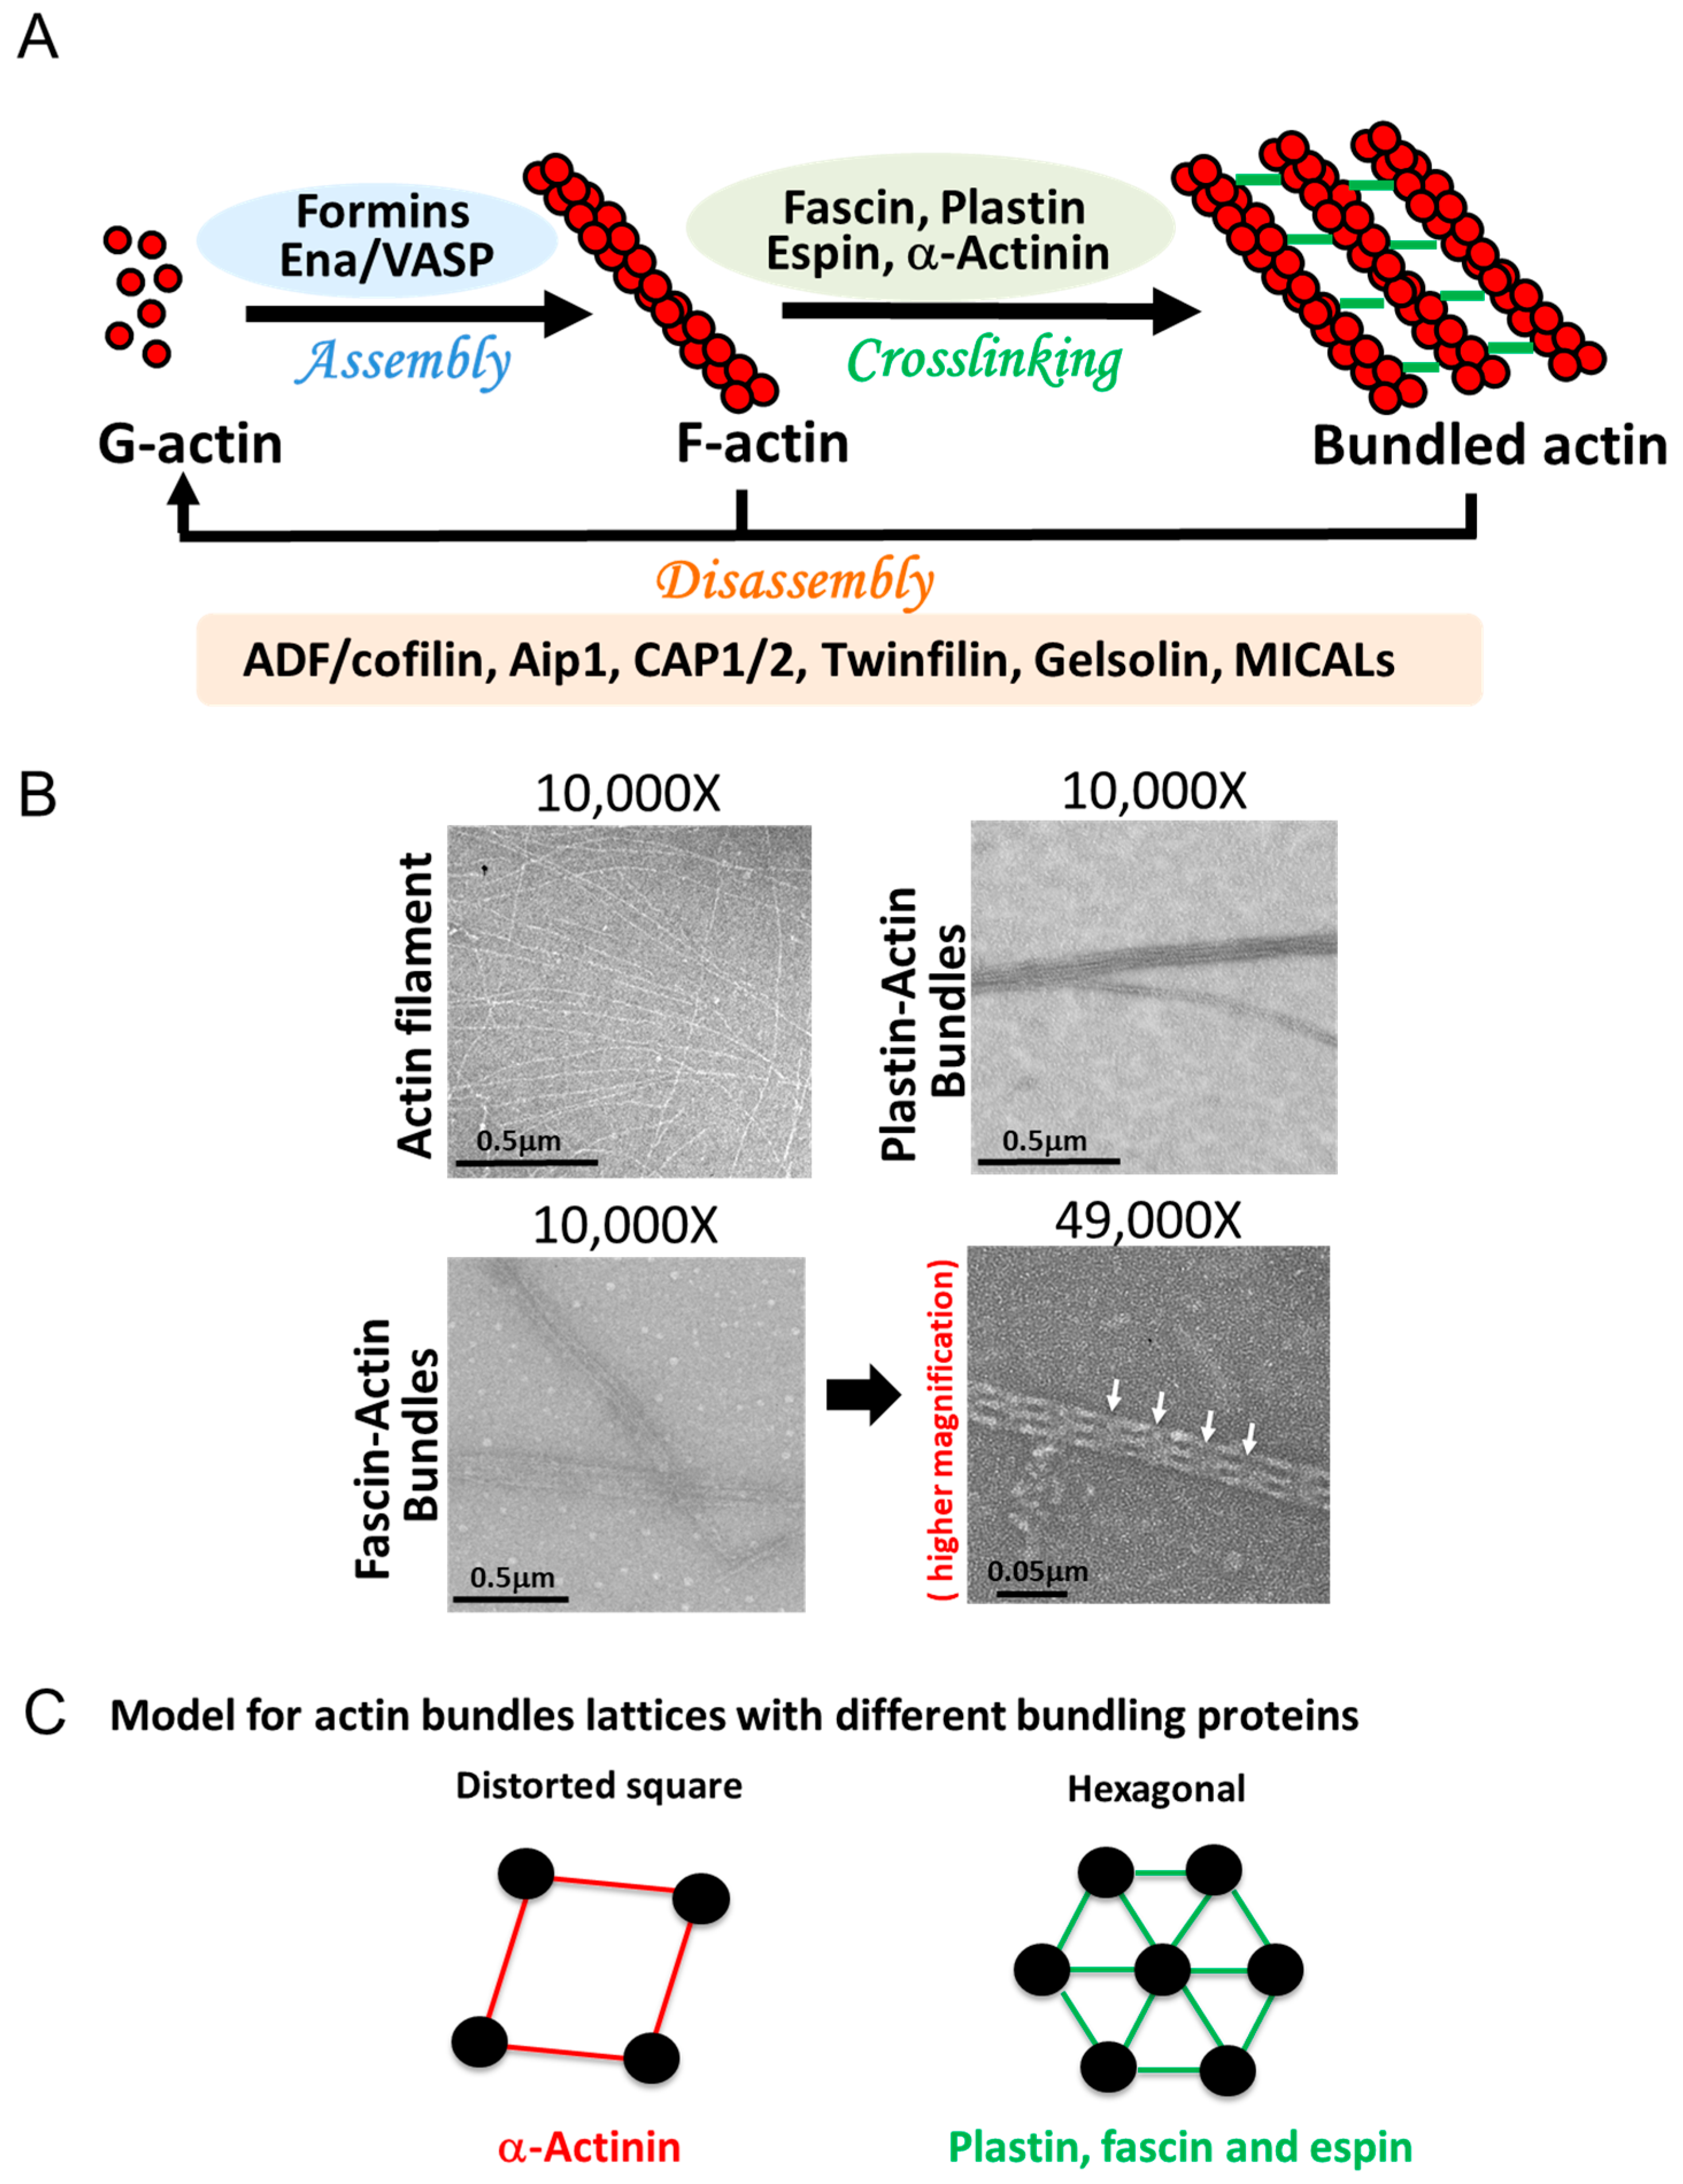 A
Formins
Ena/VASP
Assembly
Fascin, Plastin
Espin, α-Actinin
Crosslinking
G-actin
F-actin
Bundled actin
Disassembly
ADF/cofilin, Aip1, CAP1/2, Twinfilin, Gelsolin, MICALs
B
10,000X
Actin filament
0.5µm
10,000X
Plastin-Actin
Bundles
0.5µm
10,000X
Fascin-Actin
Bundles
0.5µm
49,000X
( higher magnification)
0.05µm
C
Model for actin bundles lattices with different bundling proteins
Distorted square
Hexagonal
α-Actinin
Plastin, fascin and espin